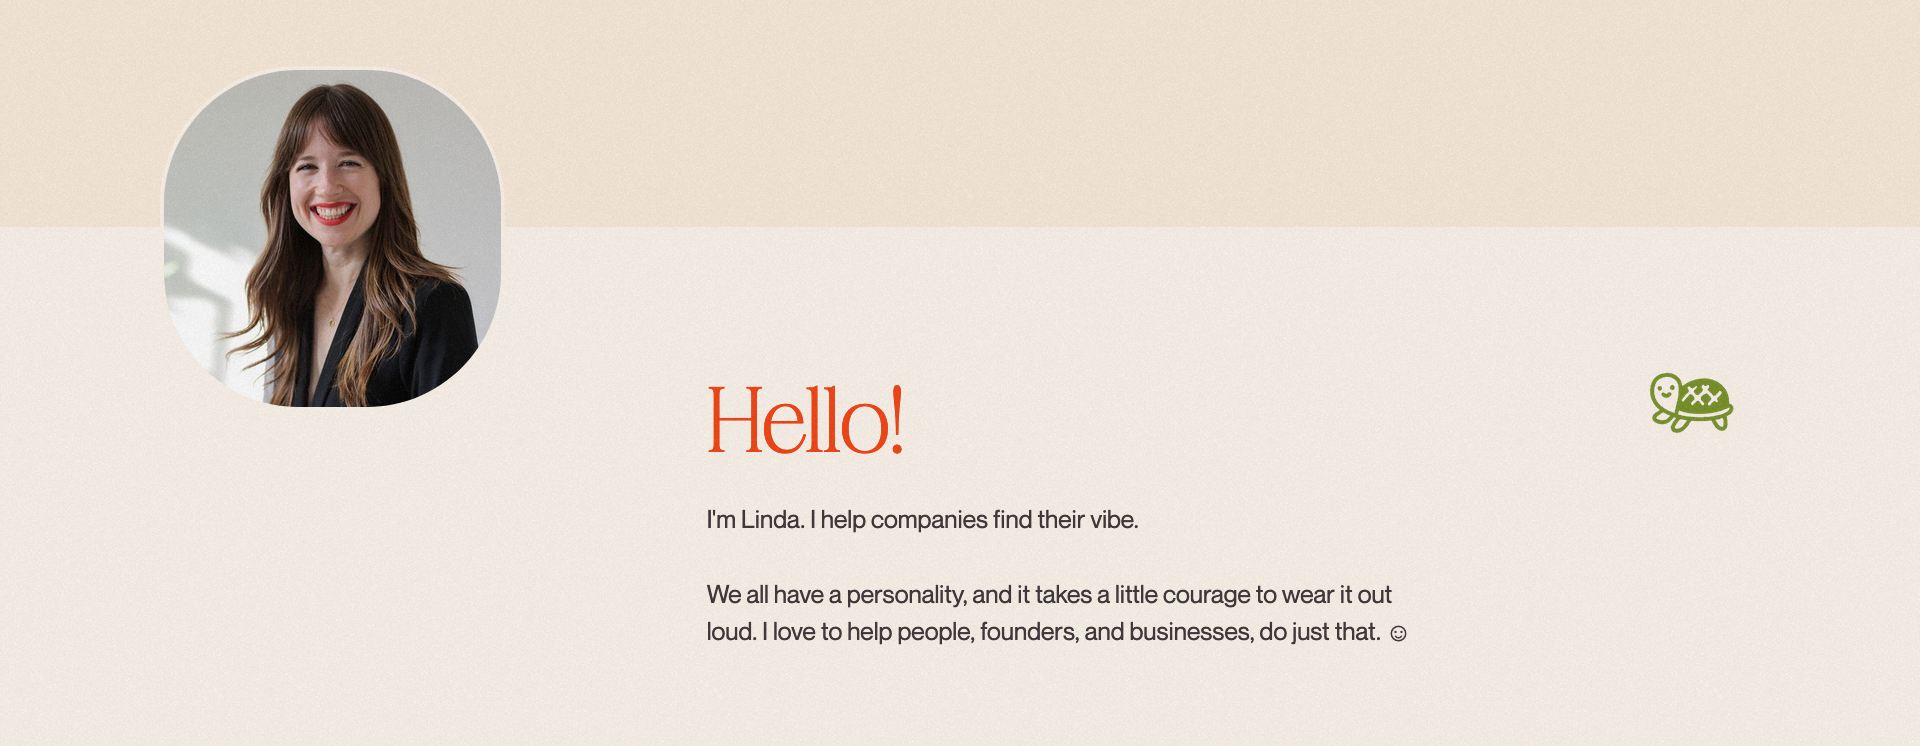 Hello!
I'm Linda. I help companies find their vibe.
We all have a personality, and it takes a little courage to wear it out
loud. I love to help people, founders, and businesses, do just that. ☺